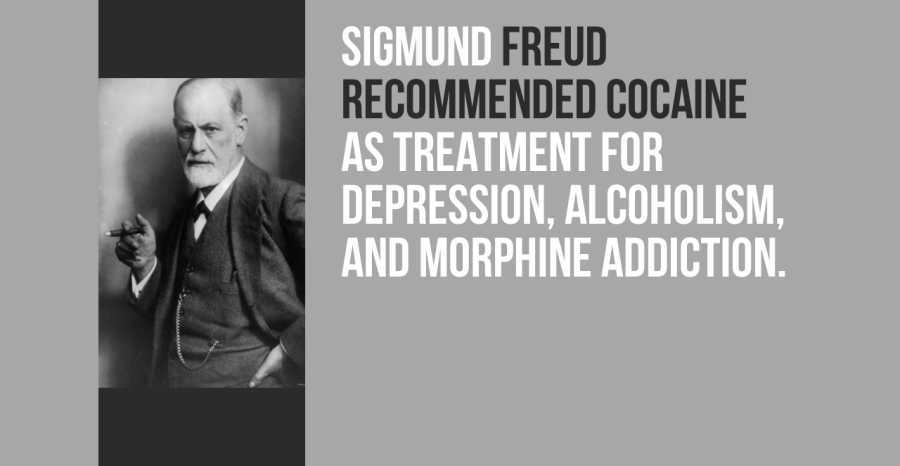 SIGMUND FREUD
RECOMMENDED COCAINE
AS TREATMENT FOR
DEPRESSION, ALCOHOLISM,
AND MORPHINE ADDICTION.